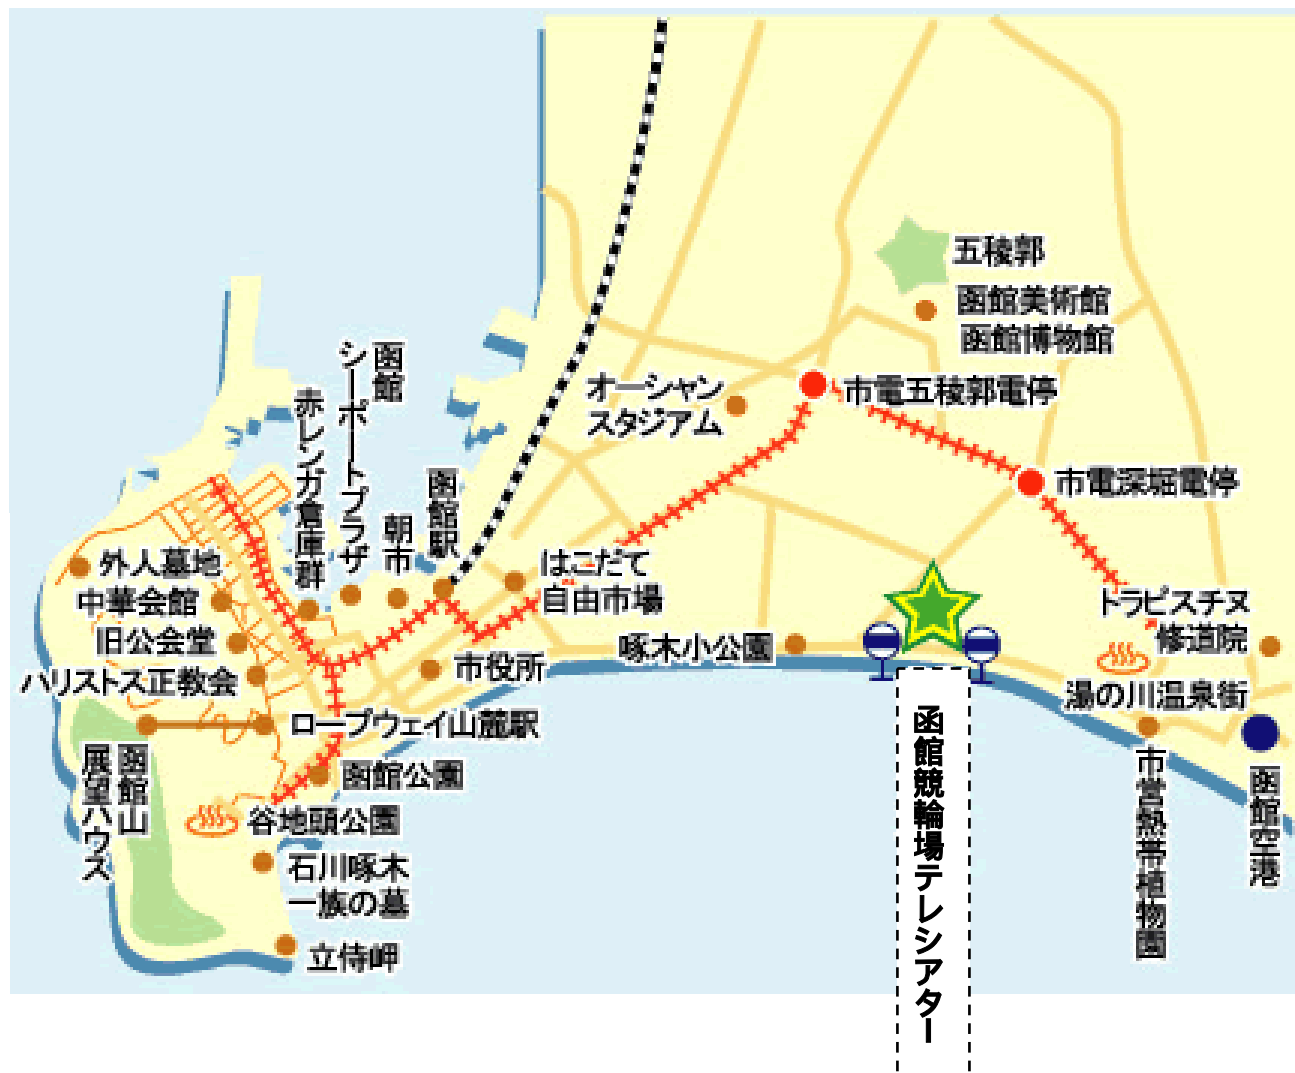 五稜郭
函館美術館
函館博物館
オーシャン
スタジアム
市電五稜郭電停
市電深堀電停
函館
シーポートプラザ
赤レンガ倉庫群
朝市
函館駅
はこだて
自由市場
外人墓地
中華会館
旧公会堂
ハリストス正教会
市役所
啄木小公園
トラピスチヌ
修道院
湯の川温泉街
ロープウェイ山麓駅
函館山
展望ハウス
函館公園
谷地頭公園
石川啄木
一族の墓
立侍岬
函館競輪場テレシアター
市営熱帯植物園
函館空港